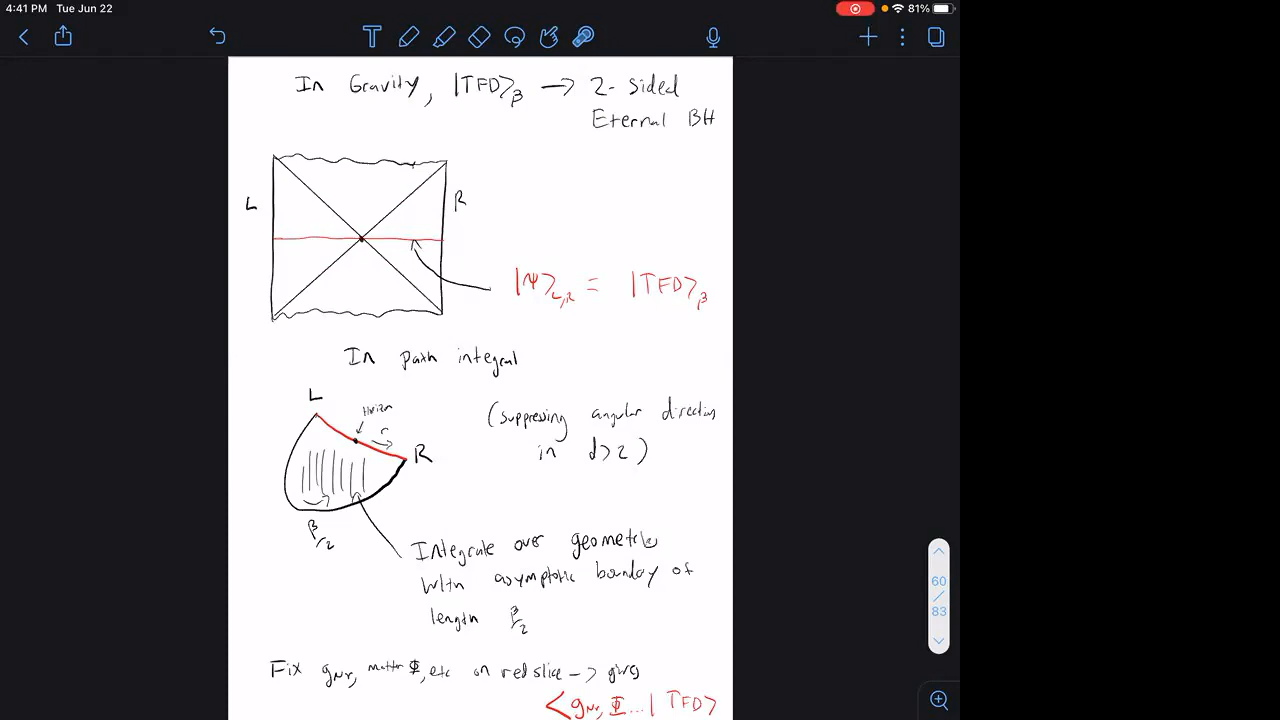 4:41 PM Tue Jun 22
81%
In Gravity, |TFD⟩β → 2-sided
Eternal BH
L
R
|Ψ⟩L,R = |TFD⟩β
In path integral
L
Horizn
r
R
(suppressing angular directions
in d>2)
β/2
Integrate over geometries
with asymptotic boundary of
length β/2
Fix gμν, matter Φ, etc on red slice → gives
⟨gμν, Φ...| TFD⟩
60
/
83